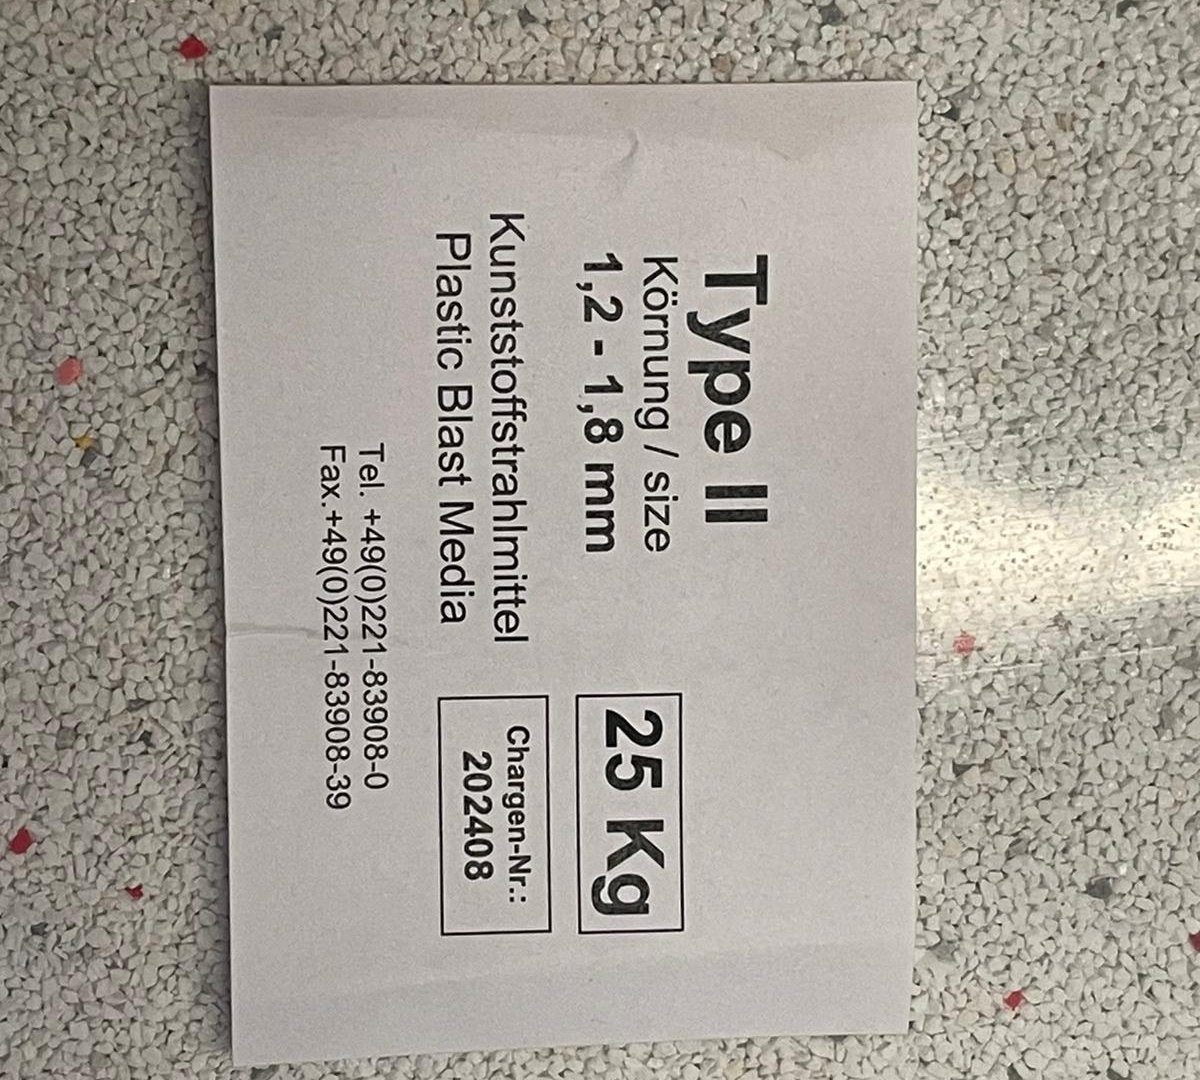 Type II
Körnung / size
1,2 - 1,8 mm
25 Kg
Kunststoffstrahlmittel
Plastic Blast Media
Chargen-Nr.:
202408
Tel. +49(0)221-83908-0
Fax.+49(0)221-83908-39